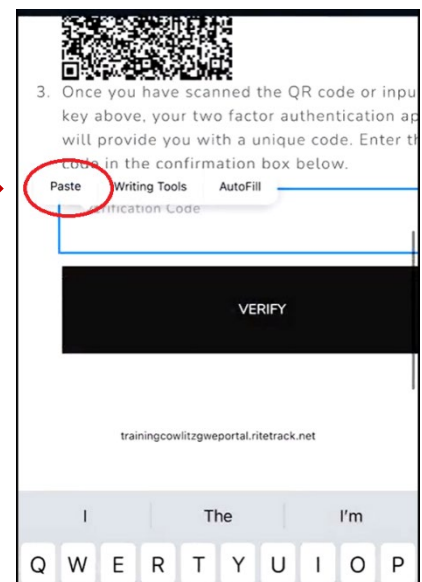 3. Once you have scanned the QR code or inpu
key above, your two factor authentication ap
will provide you with a unique code. Enter th
code in the confirmation box below.
Paste Writing Tools AutoFill
Verification Code
VERIFY
trainingcowlitzgweportal.ritetrack.net
I The I'm
Q W E R T Y U I O P